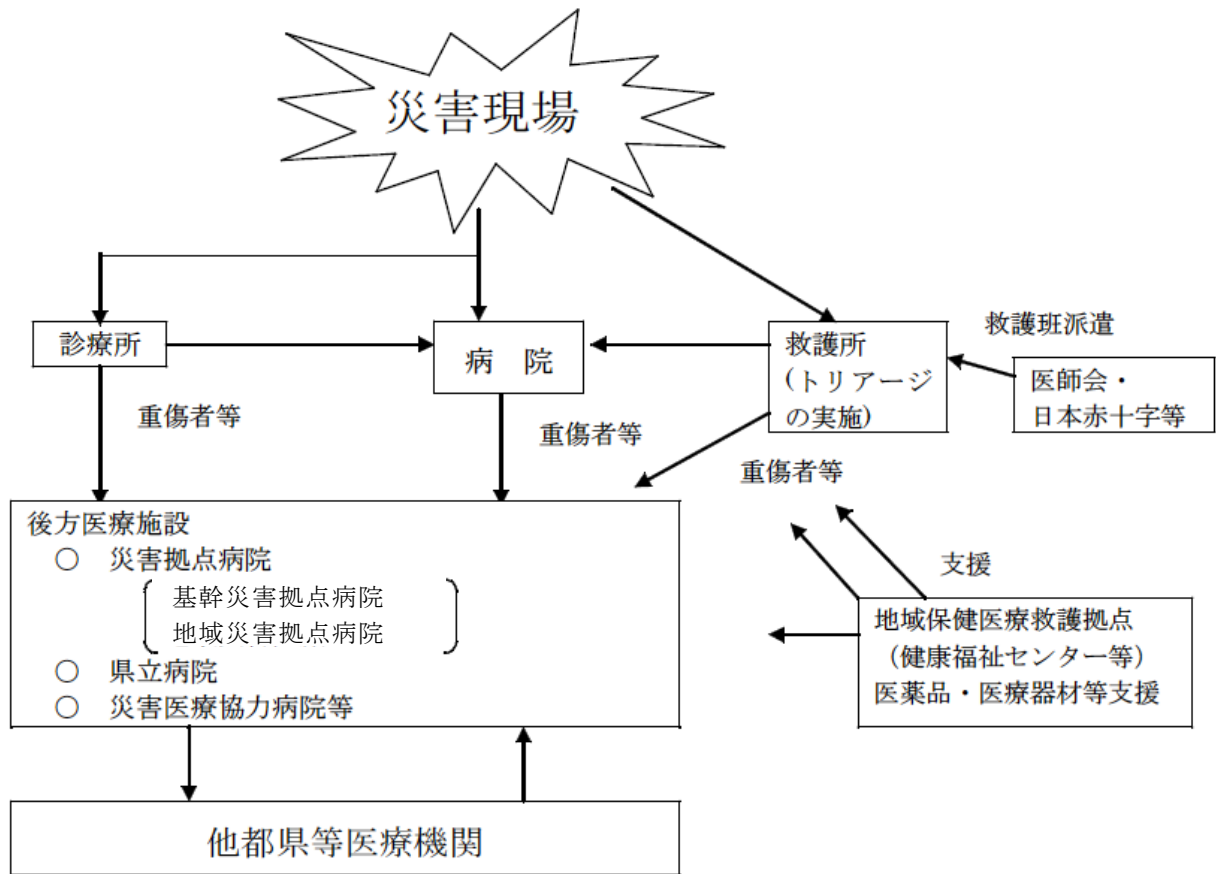 災害現場
診療所
病　院
救護所
(トリアージ
の実施)
救護班派遣
医師会・
日本赤十字等
重傷者等
重傷者等
重傷者等
後方医療施設
○　災害拠点病院
基幹災害拠点病院
地域災害拠点病院
○　県立病院
○　災害医療協力病院等
支援
地域保健医療救護拠点
（健康福祉センター等）
医薬品・医療器材等支援
他都県等医療機関